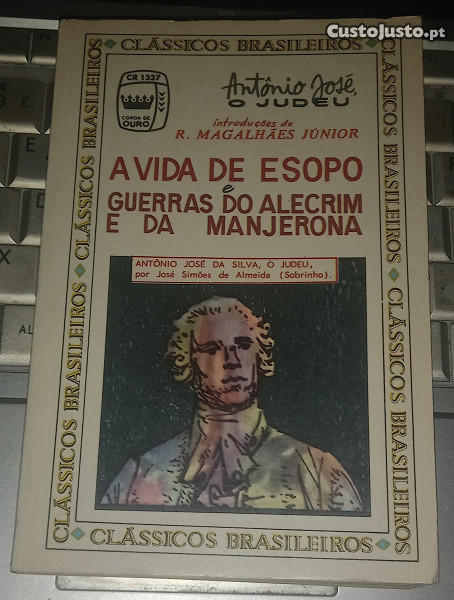 CustoJusto.pt
CLÁSSICOS BRASILEIROS
CR 1337
COROA DE OURO
Antônio José,
O JUDEU
introduções de
R. MAGALHÃES JÚNIOR
A VIDA DE ESOPO
e
GUERRAS DO ALECRIM
E DA MANJERONA
ANTÔNIO JOSÉ DA SILVA, O JUDEU,
por José Simões de Almeida (Sobrinho).
CLÁSSICOS BRASILEIROS
CLÁSSICOS BRASILEIROS
CLÁSSICOS BRASILEIROS
CLÁSSICOS BRASILEIROS
CLÁSSICOS BRASILEIROS